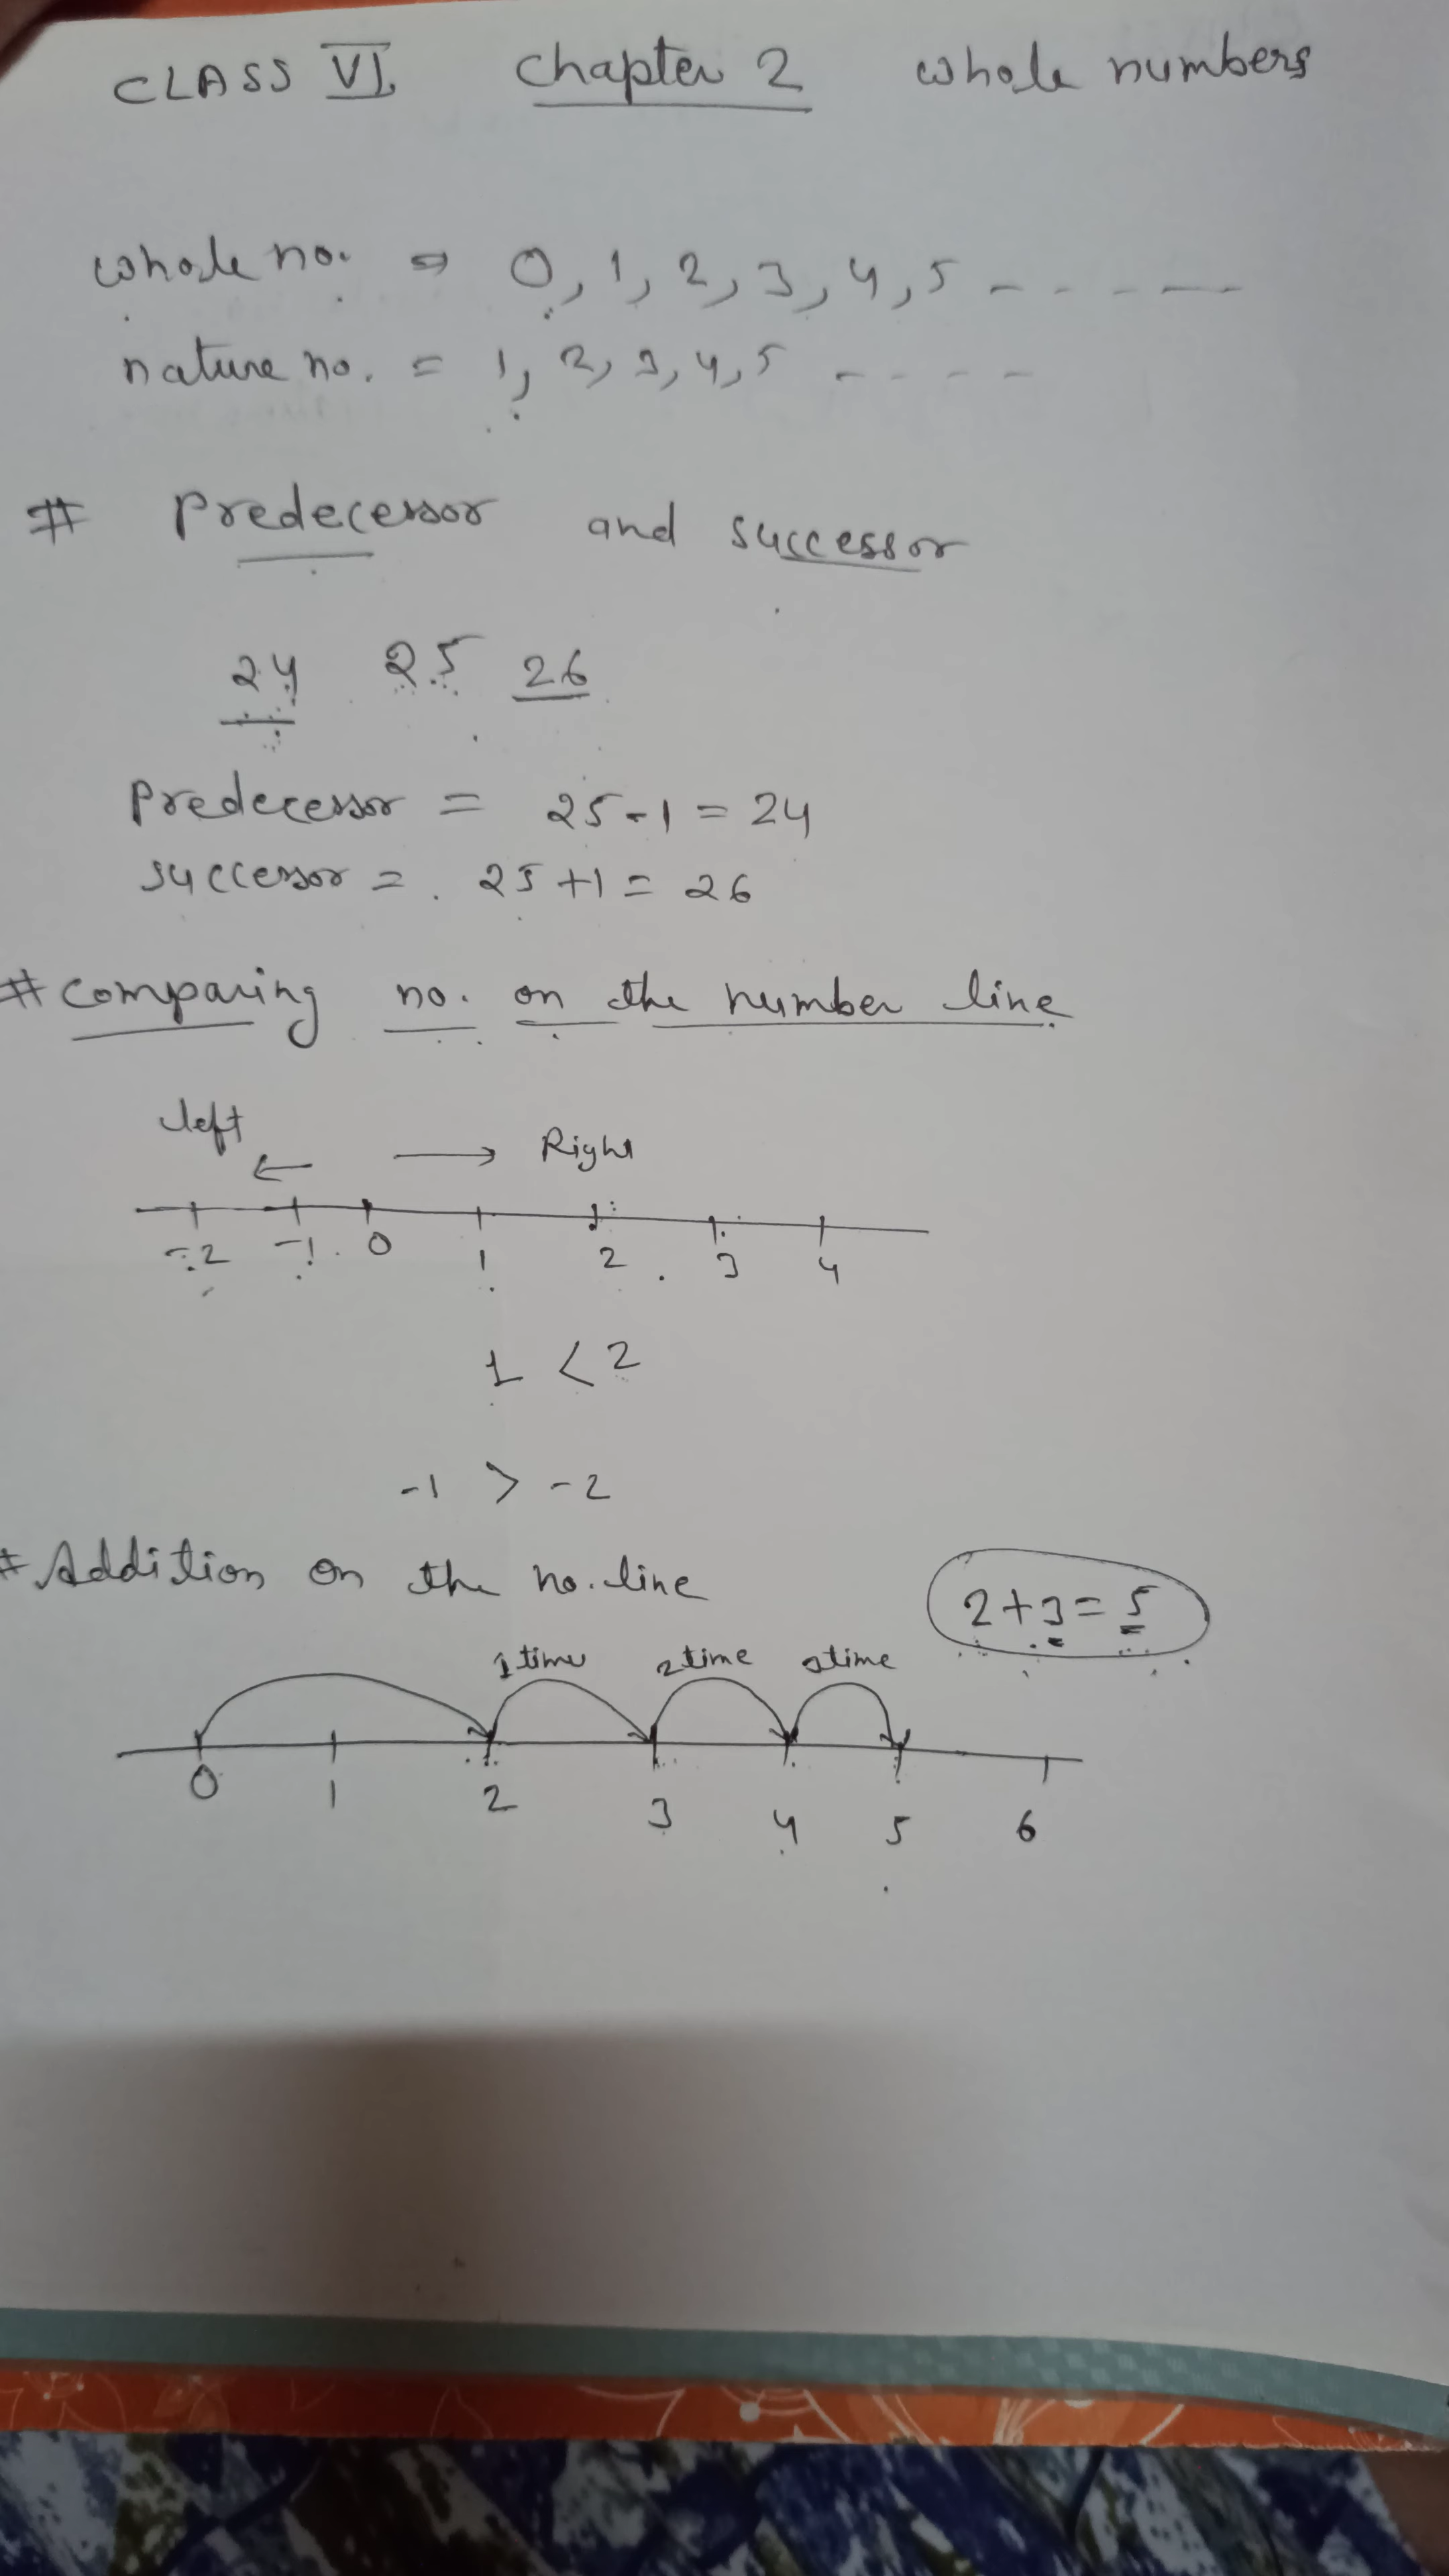 CLASS VI Chapter 2 whole numbers
whole no. ⇒ 0, 1, 2, 3, 4, 5 - - - - -
nature no. = 1, 2, 3, 4, 5 - - - -
# Predecessor and successor
24 25 26
Predecessor = 25 - 1 = 24
successor = 25 + 1 = 26
# Comparing no. on the number line
left ← → Right
-2 -1 0 1 2 3 4
1 < 2
-1 > -2
# Addition on the no. line
2 + 3 = 5
1 time 2 time 3 time
0 1 2 3 4 5 6